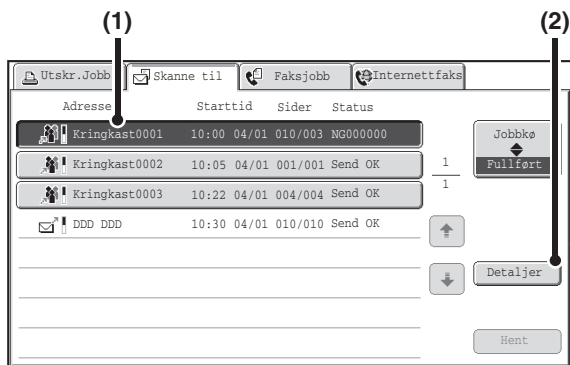 (1) (2)
Utskr.Jobb Skanne til Faksjobb Internettfaks
Adresse Starttid Sider Status
Kringkast0001 10:00 04/01 010/003 NG000000
Jobbkø
Fullført
Kringkast0002 10:05 04/01 001/001 Send OK
1
1
Kringkast0003 10:22 04/01 004/004 Send OK
DDD DDD 10:30 04/01 010/010 Send OK
Detaljer
Hent